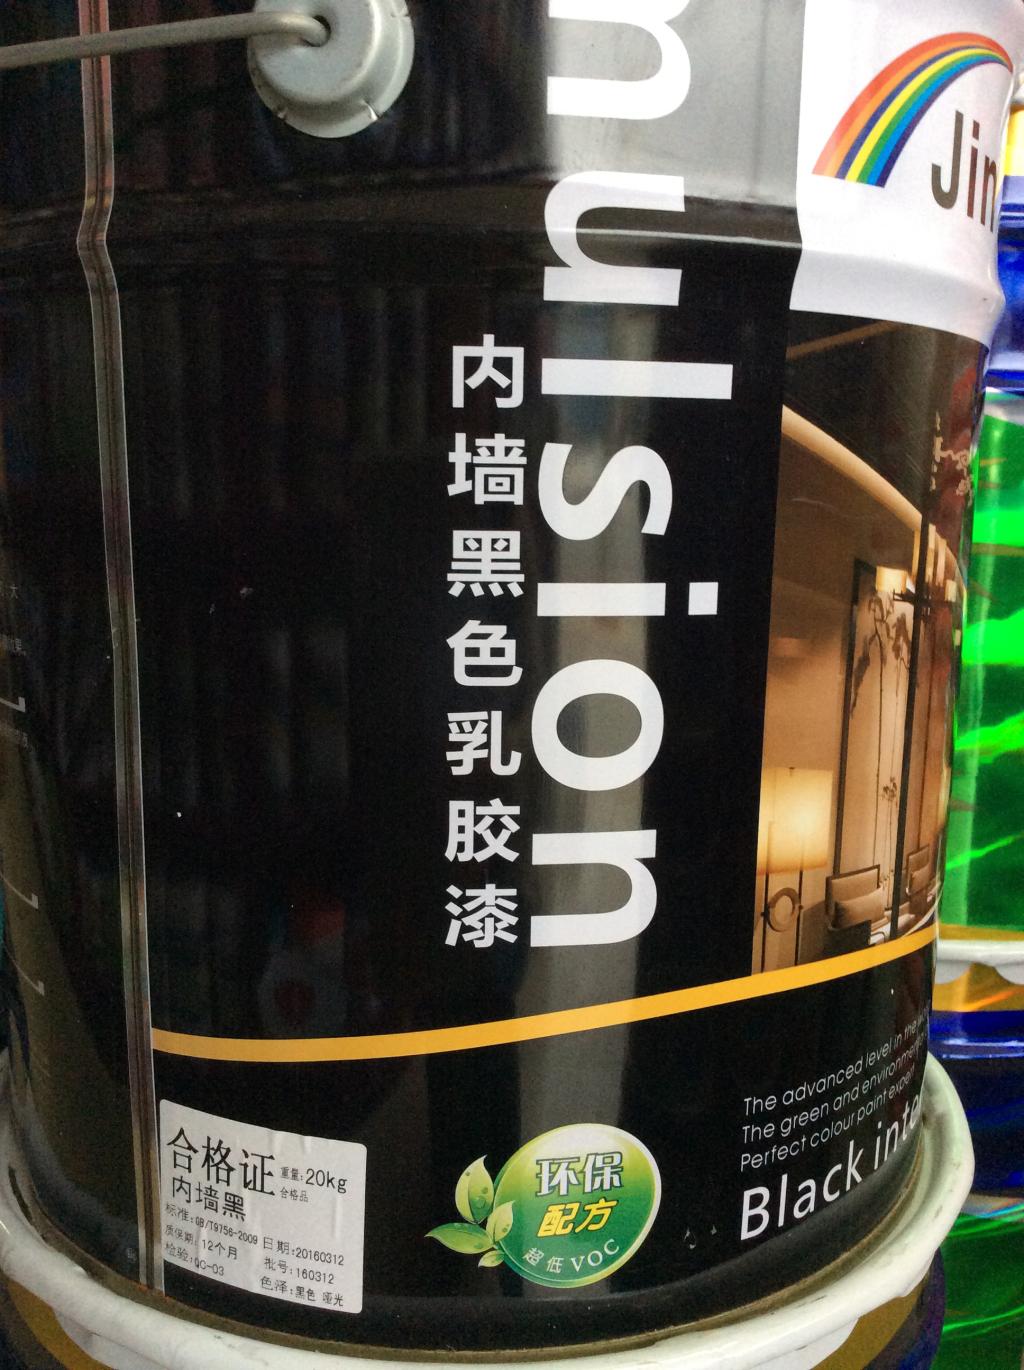 Jin
mulsion
内墙黑色乳胶漆
The advanced level in the
The green and environmen
Perfect colour paint expert
Black inte
环保
配方
超低VOC
合格证
重量:20kg
合格品
内墙黑
标准:GB/T9756-2009
日期:20160312
质保期:12个月
批号:160312
检验:QC-03
色泽:黑色 哑光